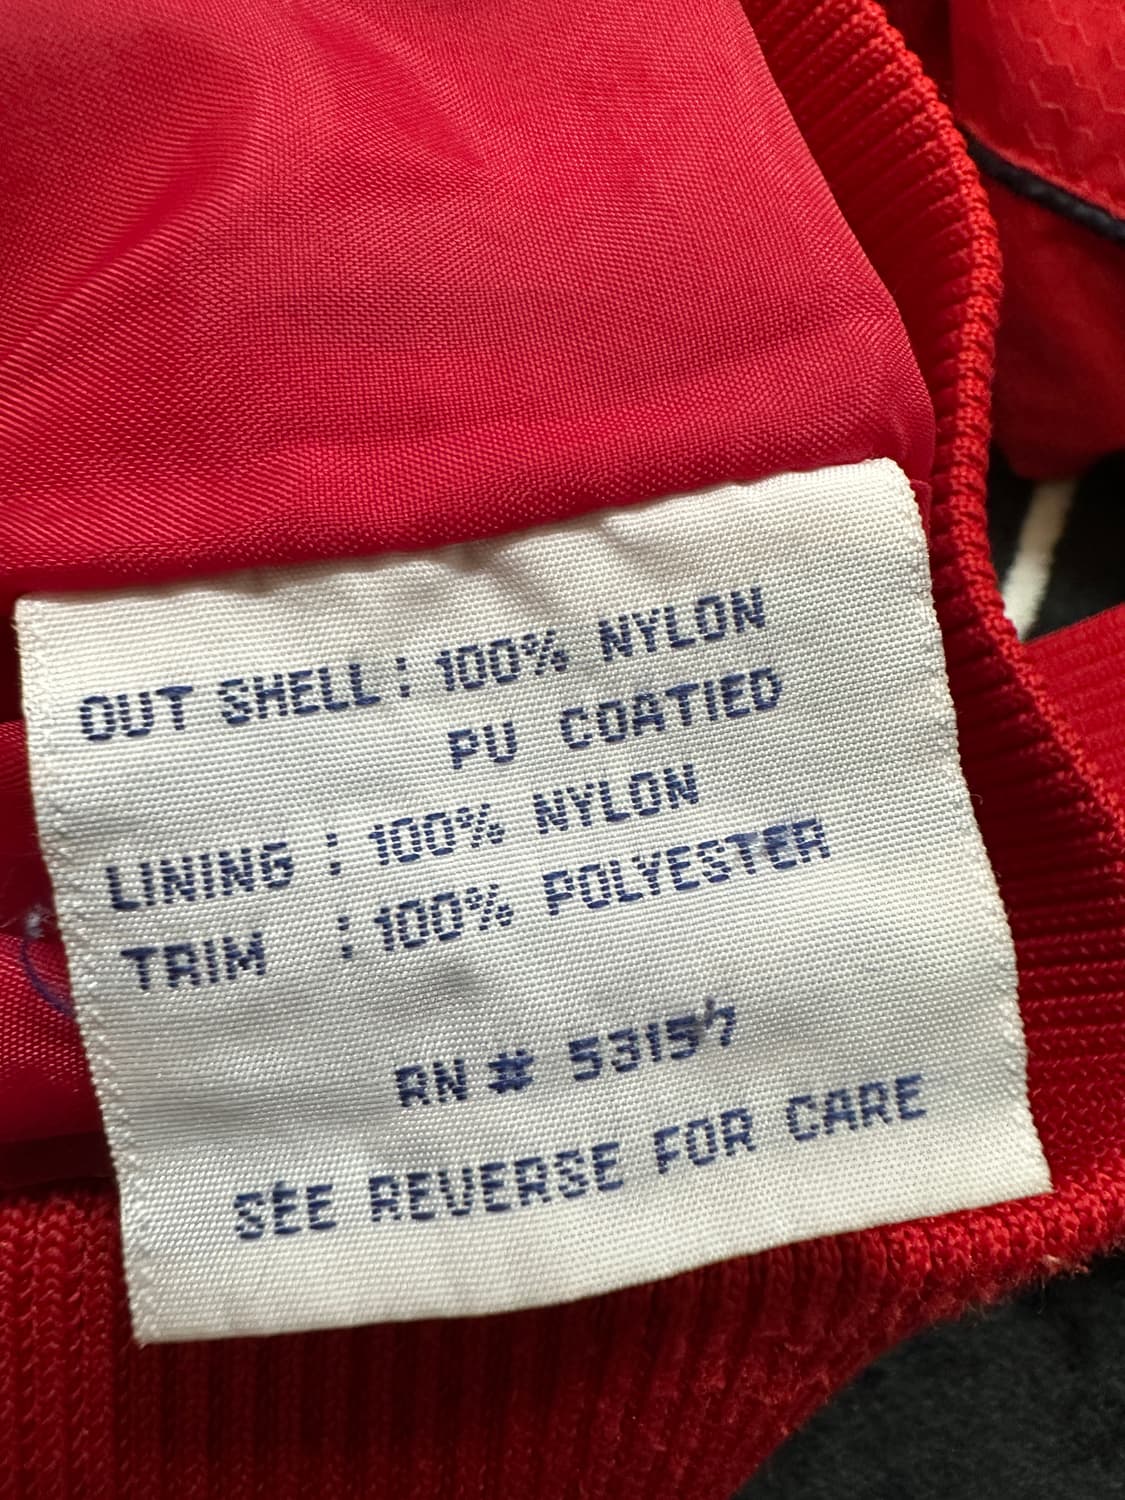 OUT SHELL : 100% NYLON
PU COATIED
LINING : 100% NYLON
TRIM : 100% POLYESTER
RN # 53157
SEE REVERSE FOR CARE